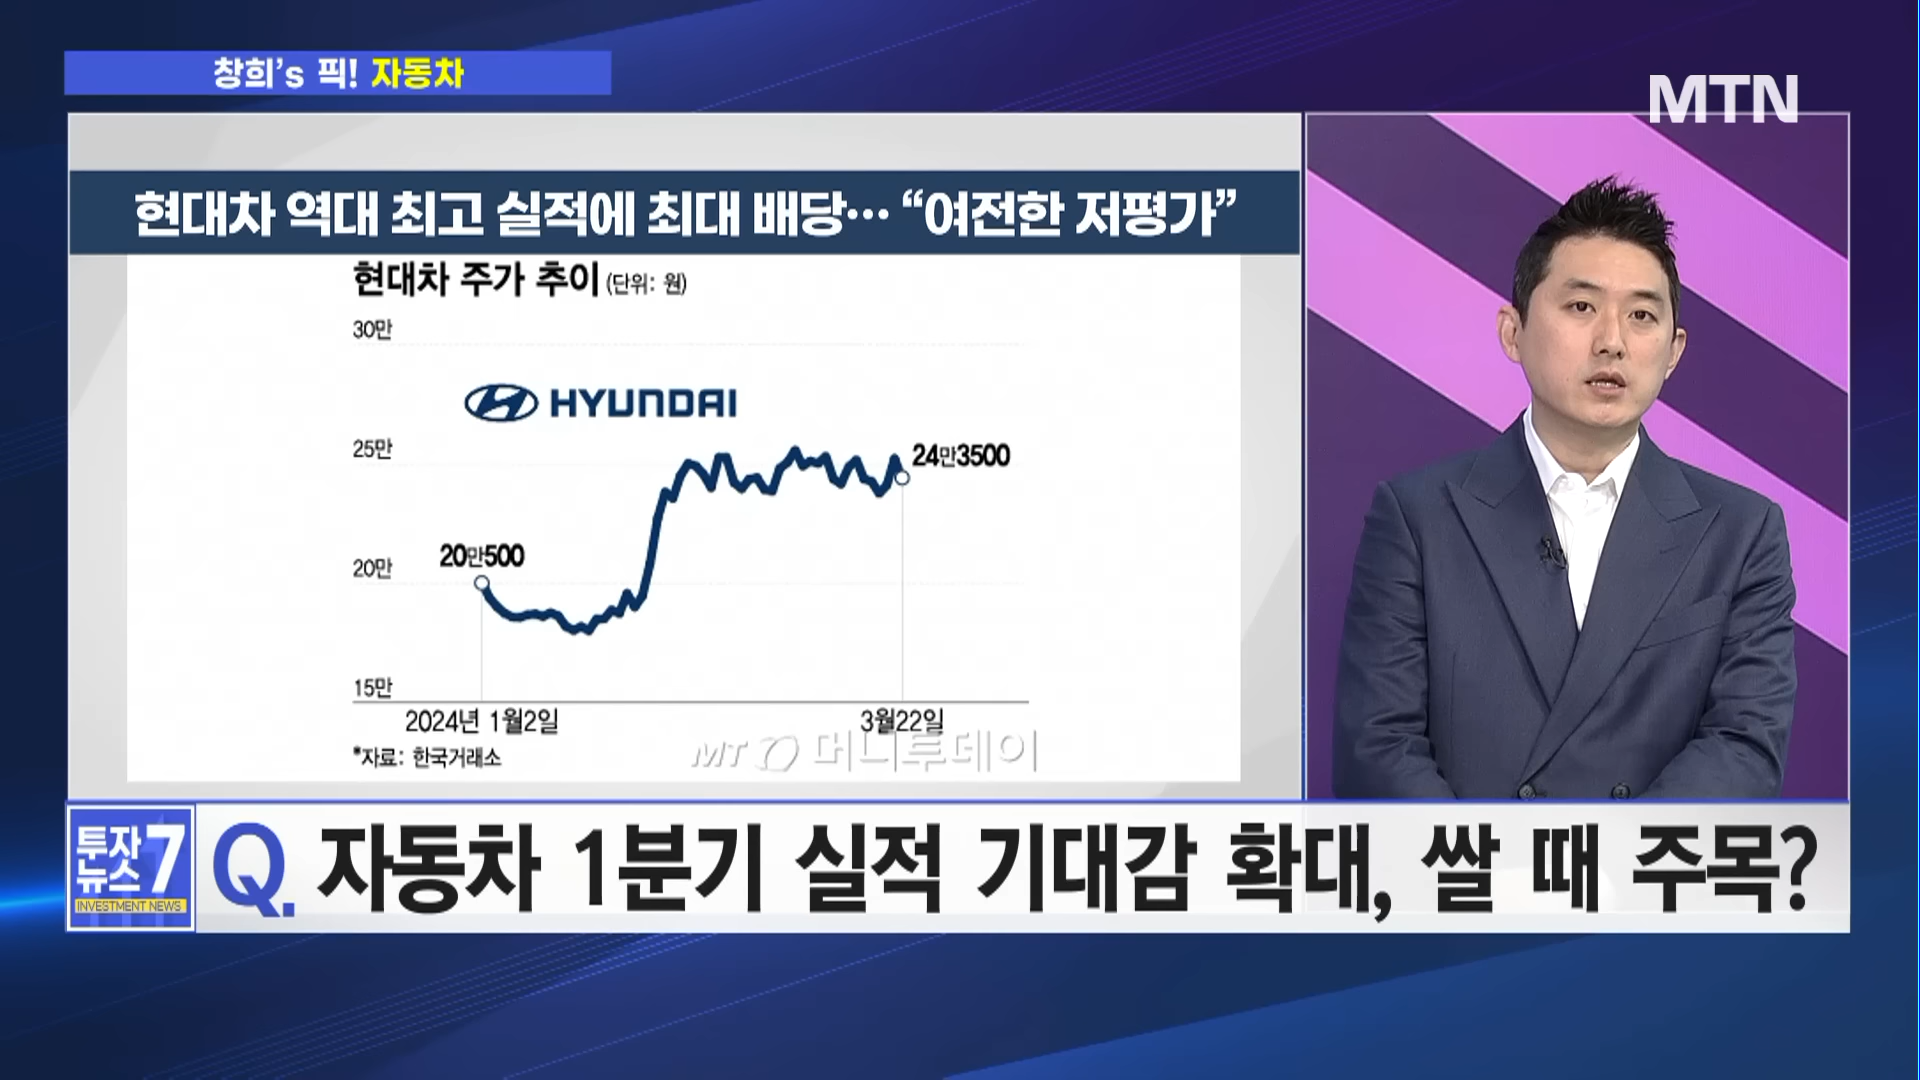 창희's 픽! 자동차
MTN
현대차 역대 최고 실적에 최대 배당… “여전한 저평가”
현대차 주가 추이 (단위: 원)
30만
HYUNDAI
25만
24만3500
20만500
20만
15만
2024년 1월2일
3월22일
*자료: 한국거래소
MT 머니투데이
투자
뉴스7
INVESTMENT NEWS
Q. 자동차 1분기 실적 기대감 확대, 쌀 때 주목?